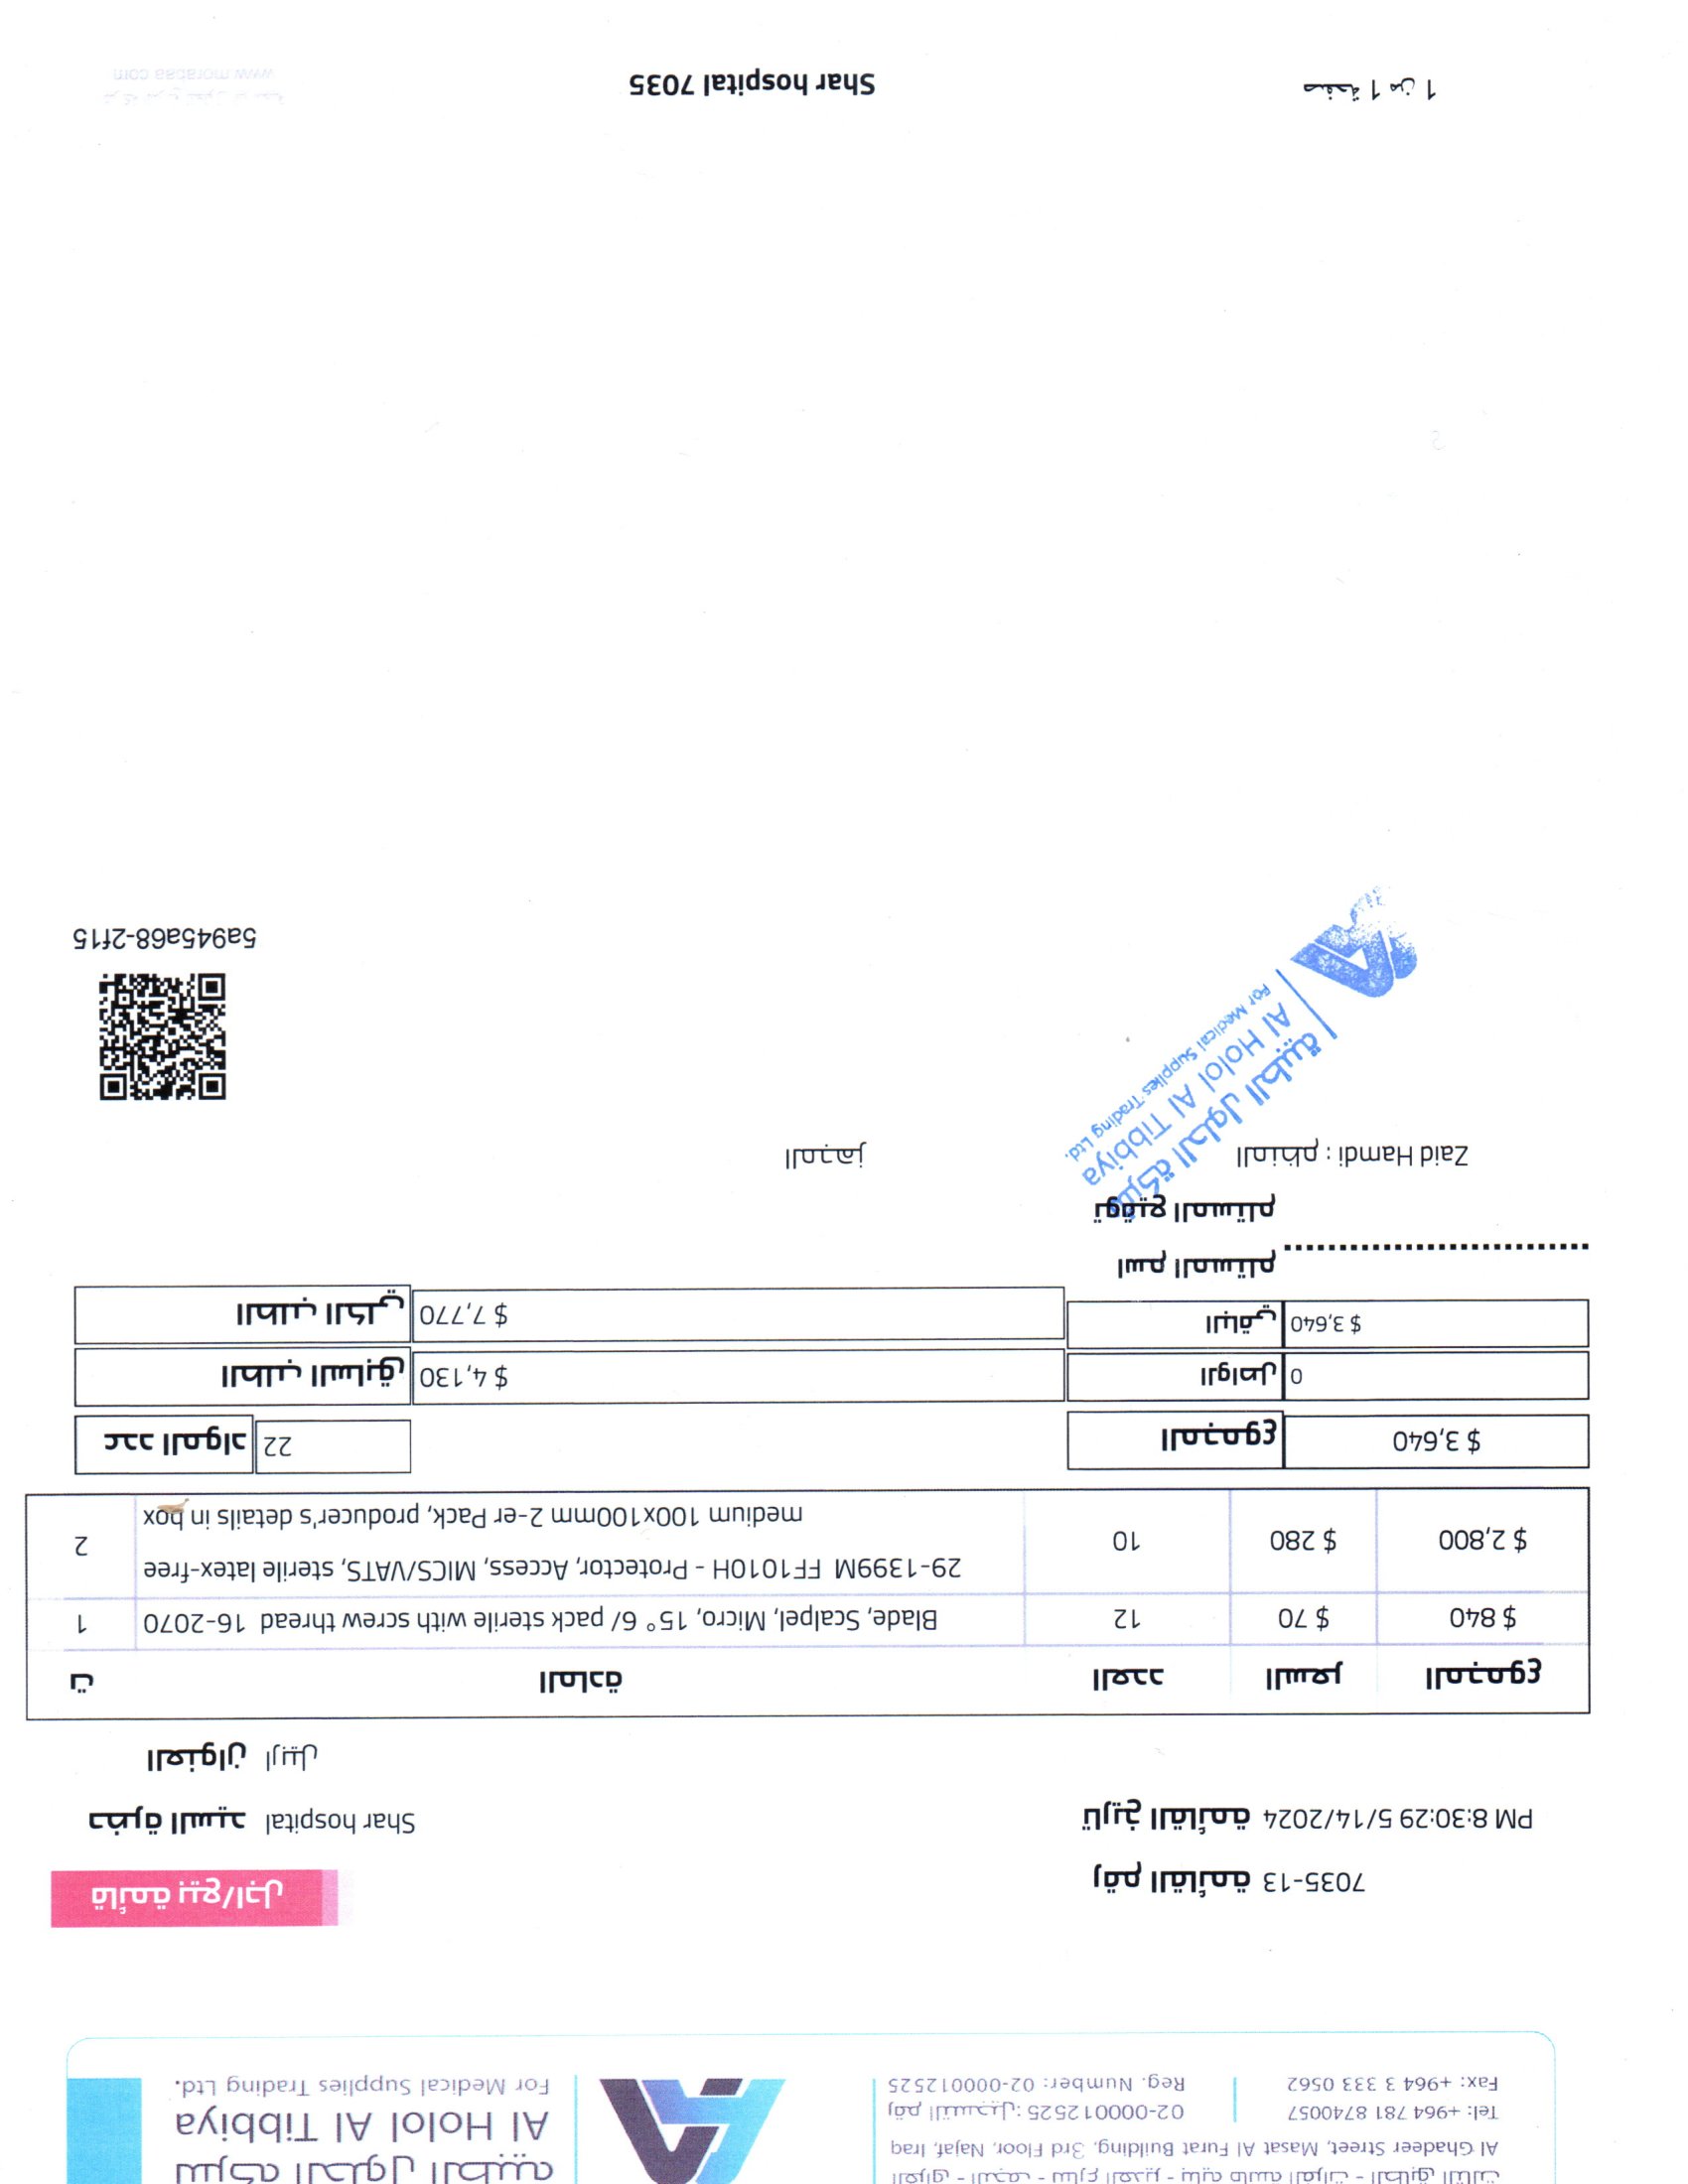 شركة الحلول الطبية
Al Holol Al Tibbiya
For Medical Supplies Trading Ltd.
العراق - النجف - شارع الغدير - بناية ماسة الفرات - الطابق الثالث
Al Ghadeer Street, Masat Al Furat Building, 3rd Floor, Najaf, Iraq
رقم التسجيل: 02-000012525
Reg. Number: 02-000012525
Tel: +964 781 8740057
Fax: +964 3 333 0562
قائمة بيع/اجل
رقم القائمة 7035-13
حضرة السيد Shar hospital
تاريخ القائمة 5/14/2024 8:30:29 PM
العنوان اربيل
ت المادة العدد السعر المجموع
1 Blade, Scalpel, Micro, 15° 6/ pack sterile with screw thread 16-2070 12 $ 70 $ 840
2 29-1399M FF1010H - Protector, Access, MICS/VATS, sterile latex-free
medium 100x100mm 2-er Pack, producer's details in box 10 $ 280 $ 2,800
عدد المواد 22
المجموع $ 3,640
الطلب السابق $ 4,130
الواصل 0
الطلب الكلي $ 7,770
الباقي $ 3,640
اسم المستلم ...........................
توقيع المستلم
المجهز
المنظم : Zaid Hamdi
شركة الحلول الطبية
Al Holol Al Tibbiya
For Medical Supplies Trading Ltd.
5a945a68-2f15
صفحة 1 من 1
Shar hospital 7035
www.morabaa.com